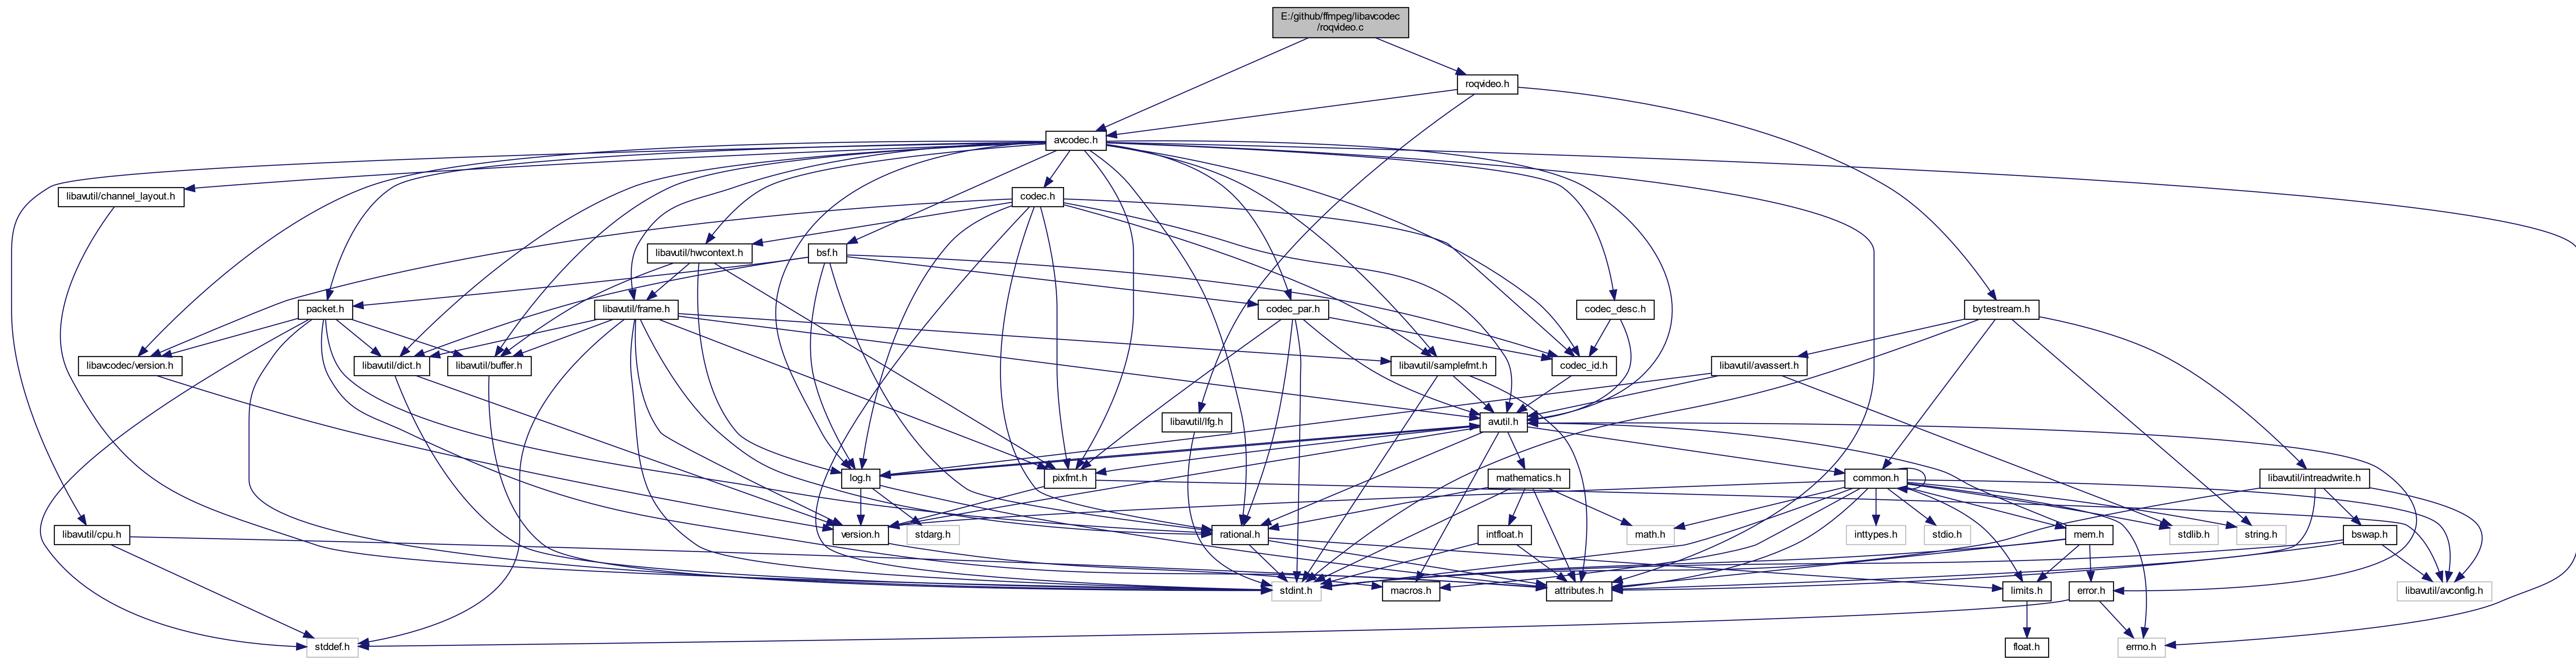 E:/github/ffmpeg/libavcodec
/roqvideo.c
roqvideo.h
avcodec.h
libavutil/channel_layout.h
codec.h
libavutil/hwcontext.h
bsf.h
packet.h
libavutil/frame.h
codec_par.h
codec_desc.h
bytestream.h
libavcodec/version.h
libavutil/dict.h
libavutil/buffer.h
libavutil/samplefmt.h
codec_id.h
libavutil/avassert.h
libavutil/lfg.h
avutil.h
log.h
pixfmt.h
mathematics.h
common.h
libavutil/intreadwrite.h
libavutil/cpu.h
version.h
stdarg.h
rational.h
intfloat.h
math.h
inttypes.h
stdio.h
mem.h
stdlib.h
string.h
bswap.h
stdint.h
macros.h
attributes.h
limits.h
error.h
libavutil/avconfig.h
stddef.h
float.h
errno.h